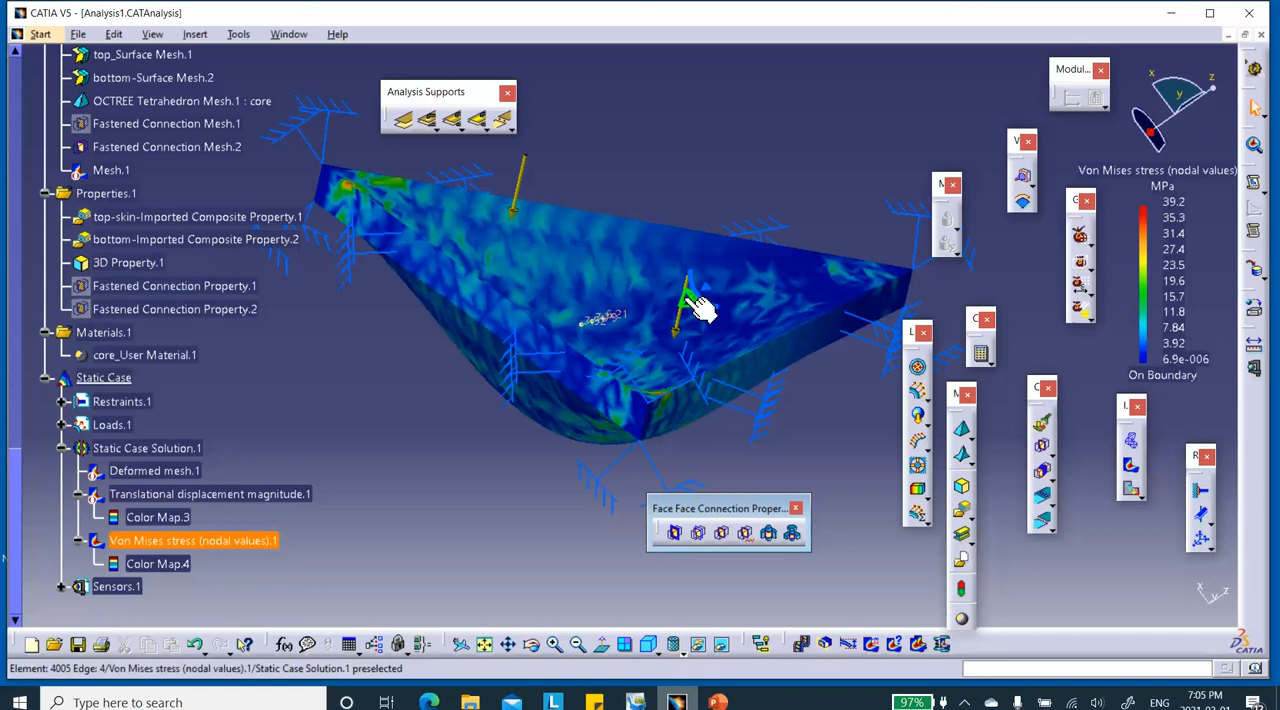 CATIA V5 - [Analysis1.CATAnalysis]
Start File Edit View Insert Tools Window Help
top_Surface Mesh.1
bottom-Surface Mesh.2
OCTREE Tetrahedron Mesh.1 : core
Fastened Connection Mesh.1
Fastened Connection Mesh.2
Mesh.1
Properties.1
top-skin-Imported Composite Property.1
bottom-Imported Composite Property.2
3D Property.1
Fastened Connection Property.1
Fastened Connection Property.2
Materials.1
core_User Material.1
Static Case
Restraints.1
Loads.1
Static Case Solution.1
Deformed mesh.1
Translational displacement magnitude.1
Color Map.3
Von Mises stress (nodal values).1
Color Map.4
Sensors.1
Analysis Supports
Modul...
V
M
G
L
C
M
C
I.
R
Face Face Connection Proper...
x
z
y
Von Mises stress (nodal values)
MPa
39.2
35.3
31.4
27.4
23.5
19.6
15.7
11.8
7.84
3.92
6.9e-006
On Boundary
x
y
z
CATIA
Element: 4005 Edge: 4/Von Mises stress (nodal values).1/Static Case Solution.1 preselected
Type here to search
97%
ENG
7:05 PM